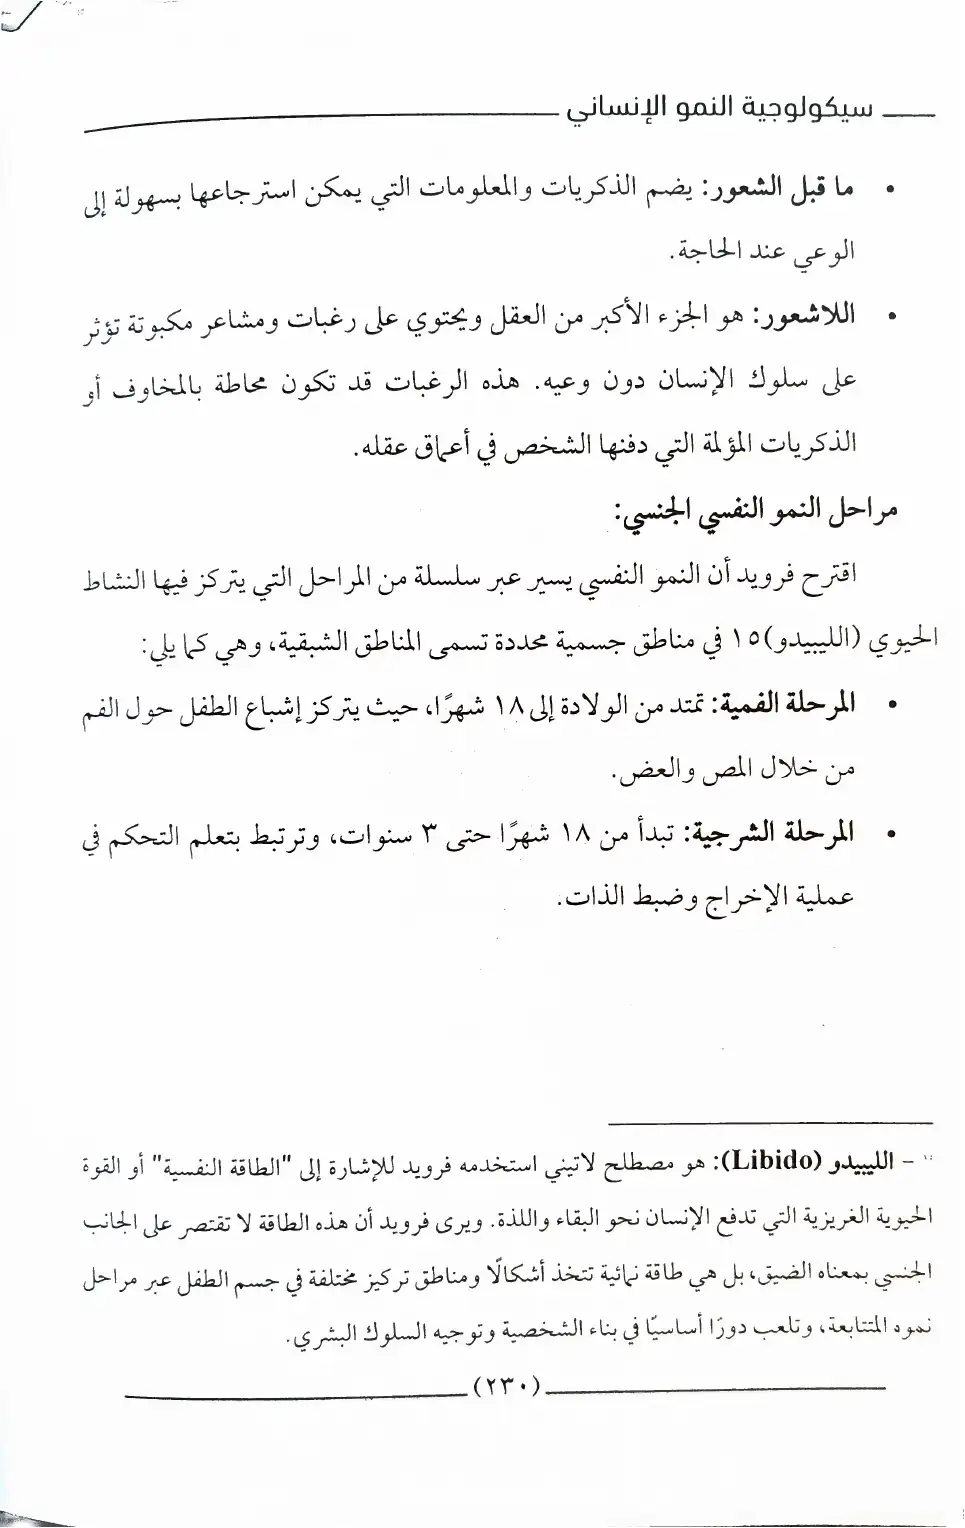 سيكولوجية النمو الإنساني
• ما قبل الشعور: يضم الذكريات والمعلومات التي يمكن استرجاعها بسهولة إلى
الوعي عند الحاجة.
• اللاشعور: هو الجزء الأكبر من العقل ويحتوي على رغبات ومشاعر مكبوتة تؤثر
على سلوك الإنسان دون وعيه. هذه الرغبات قد تكون محاطة بالمخاوف أو
الذكريات المؤلمة التي دفنها الشخص في أعماق عقله.
مراحل النمو النفسي الجنسي:
اقترح فرويد أن النمو النفسي يسير عبر سلسلة من المراحل التي يتركز فيها النشاط
الحيوي (الليبيدو)١٥ في مناطق جسمية محددة تسمى المناطق الشبقية، وهي كما يلي:
• المرحلة الفمية: تمتد من الولادة إلى ١٨ شهرًا، حيث يتركز إشباع الطفل حول الفم
من خلال المص والعض.
• المرحلة الشرجية: تبدأ من ١٨ شهرًا حتى ٣ سنوات، وترتبط بتعلم التحكم في
عملية الإخراج وضبط الذات.
١٥ - الليبيدو (Libido): هو مصطلح لاتيني استخدمه فرويد للإشارة إلى "الطاقة النفسية" أو القوة
الحيوية الغريزية التي تدفع الإنسان نحو البقاء واللذة. ويرى فرويد أن هذه الطاقة لا تقتصر على الجانب
الجنسي بمعناه الضيق، بل هي طاقة نمائية تتخذ أشكالًا ومناطق تركيز مختلفة في جسم الطفل عبر مراحل
نموه المتتابعة، وتلعب دورًا أساسيًا في بناء الشخصية وتوجيه السلوك البشري.
(٢٣٠)